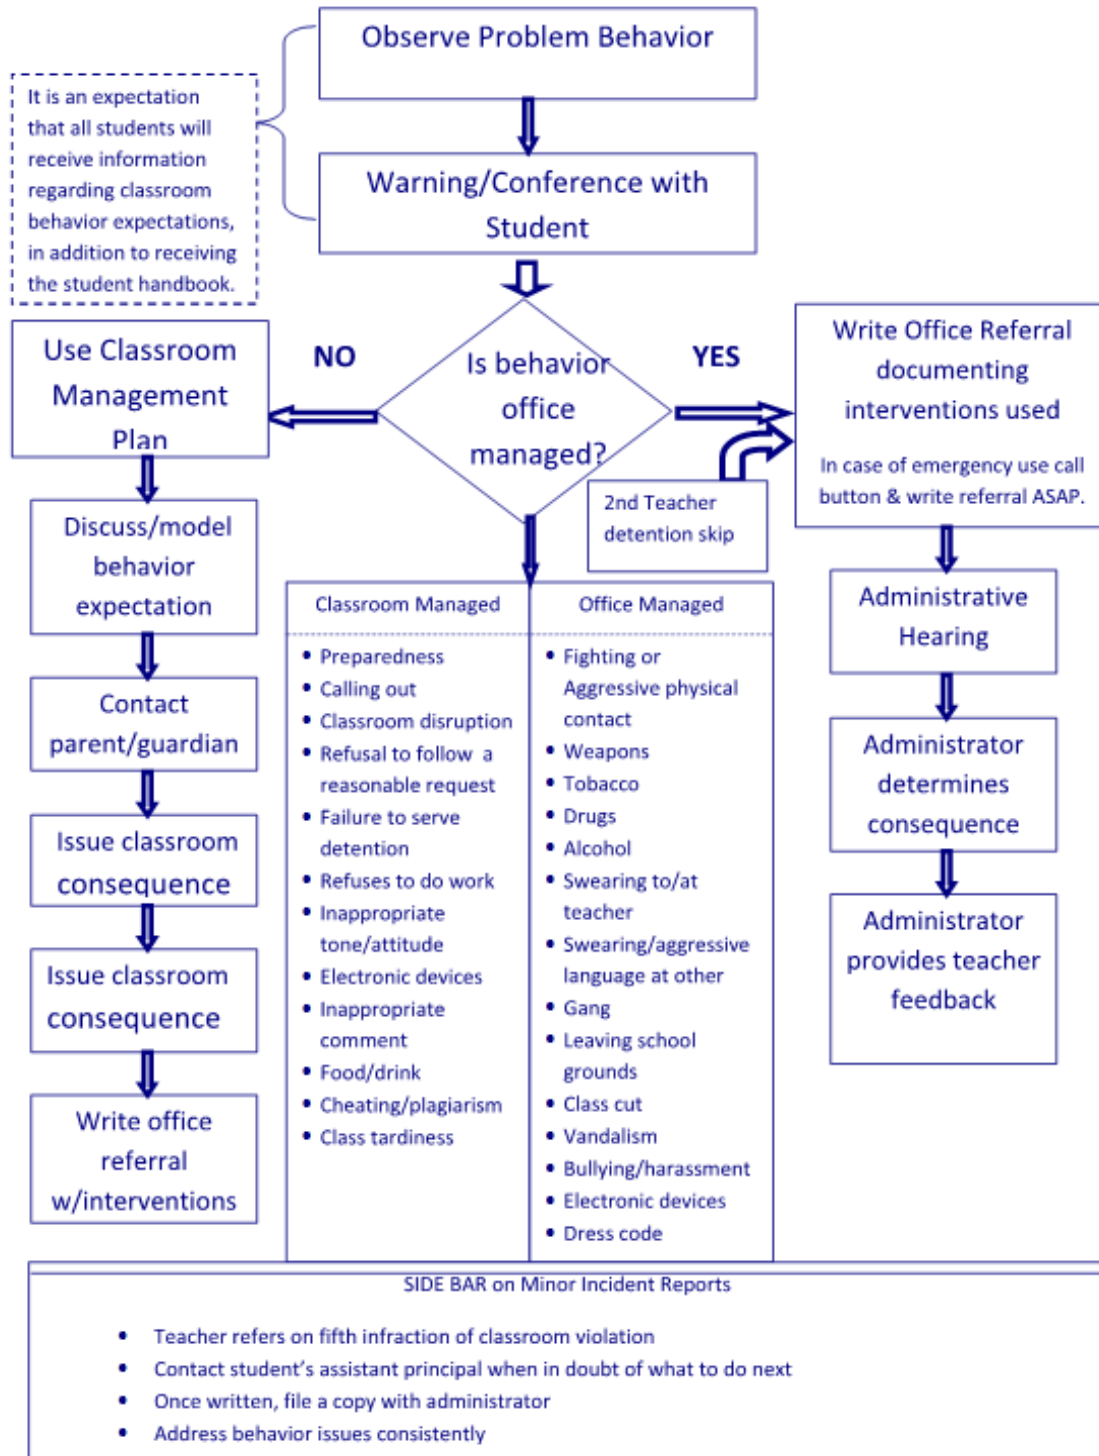 Observe Problem Behavior
It is an expectation
that all students will
receive information
regarding classroom
behavior expectations,
in addition to receiving
the student handbook.
Warning/Conference with
Student
Is behavior
office
managed?
NO
YES
Use Classroom
Management
Plan
Discuss/model
behavior
expectation
Contact
parent/guardian
Issue classroom
consequence
Issue classroom
consequence
Write office
referral
w/interventions
2nd Teacher
detention skip
Write Office Referral
documenting
interventions used
In case of emergency use call
button & write referral ASAP.
Administrative
Hearing
Administrator
determines
consequence
Administrator
provides teacher
feedback
Classroom Managed
• Preparedness
• Calling out
• Classroom disruption
• Refusal to follow a
reasonable request
• Failure to serve
detention
• Refuses to do work
• Inappropriate
tone/attitude
• Electronic devices
• Inappropriate
comment
• Food/drink
• Cheating/plagiarism
• Class tardiness
Office Managed
• Fighting or
Aggressive physical
contact
• Weapons
• Tobacco
• Drugs
• Alcohol
• Swearing to/at
teacher
• Swearing/aggressive
language at other
• Gang
• Leaving school
grounds
• Class cut
• Vandalism
• Bullying/harassment
• Electronic devices
• Dress code
SIDE BAR on Minor Incident Reports
• Teacher refers on fifth infraction of classroom violation
• Contact student's assistant principal when in doubt of what to do next
• Once written, file a copy with administrator
• Address behavior issues consistently